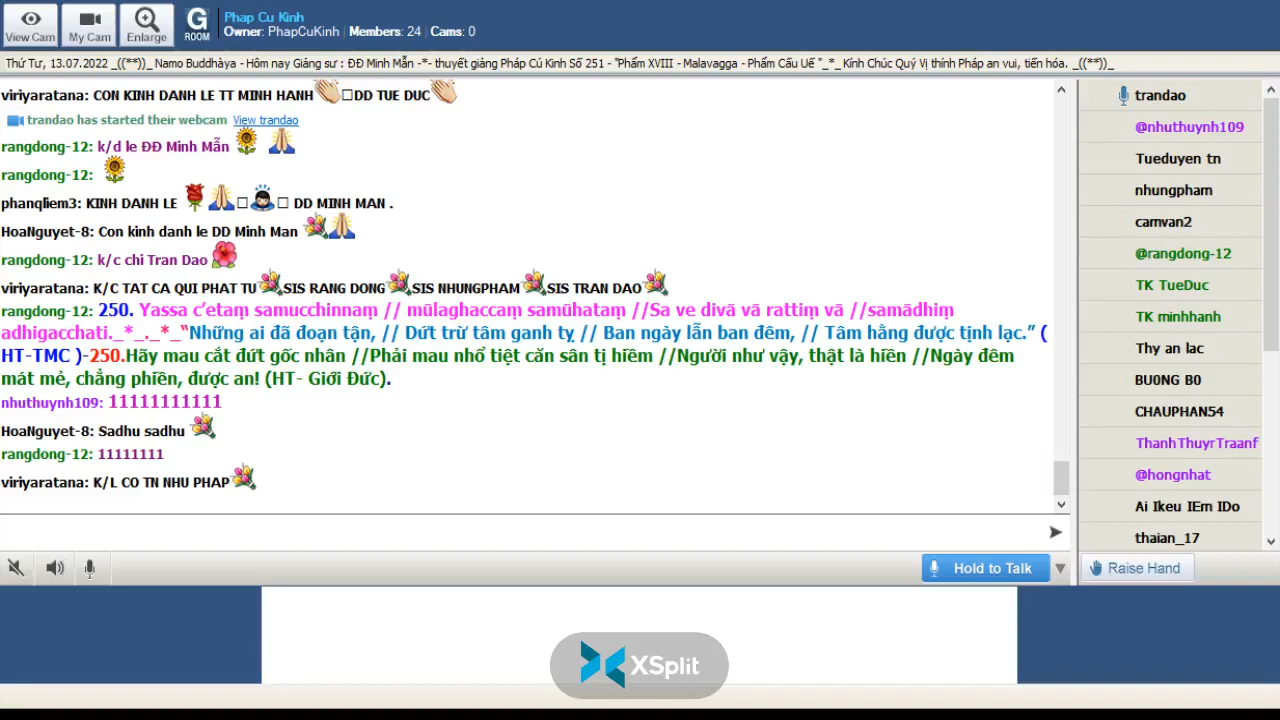 View Cam
My Cam
Enlarge
G
ROOM
Phap Cu Kinh
Owner: PhapCuKinh | Members: 24 | Cams: 0
Thứ Tư, 13.07.2022 _((**))_ Namo Buddhàya - Hôm nay Giảng sư : ĐĐ Minh Mẫn -*- thuyết giảng Pháp Cú Kinh Số 251 - "Phẩm XVIII - Malavagga - Phẩm Cấu Uế "_*_ Kính Chúc Quý Vị thính Pháp an vui, tiến hóa. _((**))_
viriyaratana: CON KINH DANH LE TT MINH HANH DD TUE DUC
trandao has started their webcam View trandao
rangdong-12: k/d le ĐĐ Minh Mẫn
rangdong-12:
phanqliem3: KINH DANH LE DD MINH MAN .
HoaNguyet-8: Con kinh danh le DD Minh Man
rangdong-12: k/c chi Tran Dao
viriyaratana: K/C TAT CA QUI PHAT TU SIS RANG DONG SIS NHUNGPHAM SIS TRAN DAO
rangdong-12: 250. Yassa c’etaṃ samucchinnaṃ // mūlaghaccaṃ samūhataṃ //Sa ve divā vā rattiṃ vā //samādhiṃ
adhigacchati._*_._*_“Những ai đã đoạn tận, // Dứt trừ tâm ganh tỵ // Ban ngày lẫn ban đêm, // Tâm hằng được tịnh lạc.” (
HT-TMC )-250.Hãy mau cắt đứt gốc nhân //Phải mau nhổ tiệt căn sân tị hiềm //Người như vậy, thật là hiền //Ngày đêm
mát mẻ, chẳng phiền, được an! (HT- Giới Đức).
nhuthuynh109: 11111111111
HoaNguyet-8: Sadhu sadhu
rangdong-12: 11111111
viriyaratana: K/L CO TN NHU PHAP
trandao
@nhuthuynh109
Tueduyen tn
nhungpham
camvan2
@rangdong-12
TK TueDuc
TK minhhanh
Thy an lac
BU0NG B0
CHAUPHAN54
ThanhThuyrTraanf
@hongnhat
Ai Ikeu IEm IDo
thaian_17
Hold to Talk
Raise Hand
XSplit